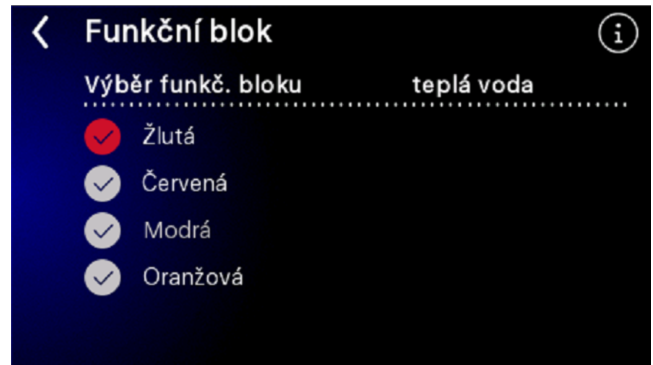 Funkční blok
Výběr funkč. bloku teplá voda
Žlutá
Červená
Modrá
Oranžová